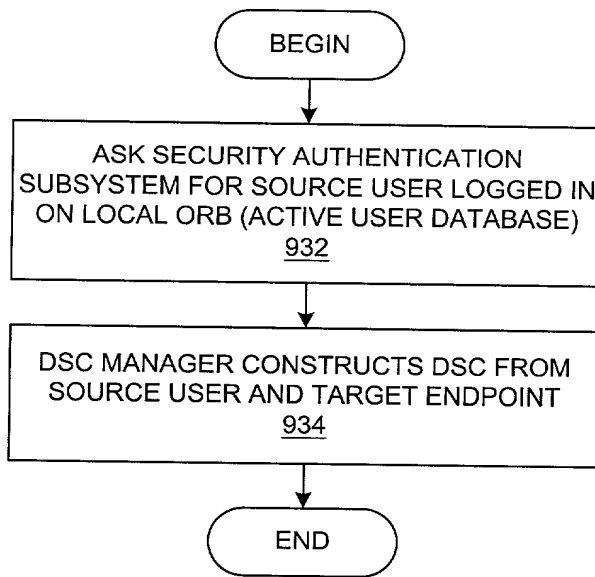 BEGIN
ASK SECURITY AUTHENTICATION
SUBSYSTEM FOR SOURCE USER LOGGED IN
ON LOCAL ORB (ACTIVE USER DATABASE)
932
DSC MANAGER CONSTRUCTS DSC FROM
SOURCE USER AND TARGET ENDPOINT
934
END